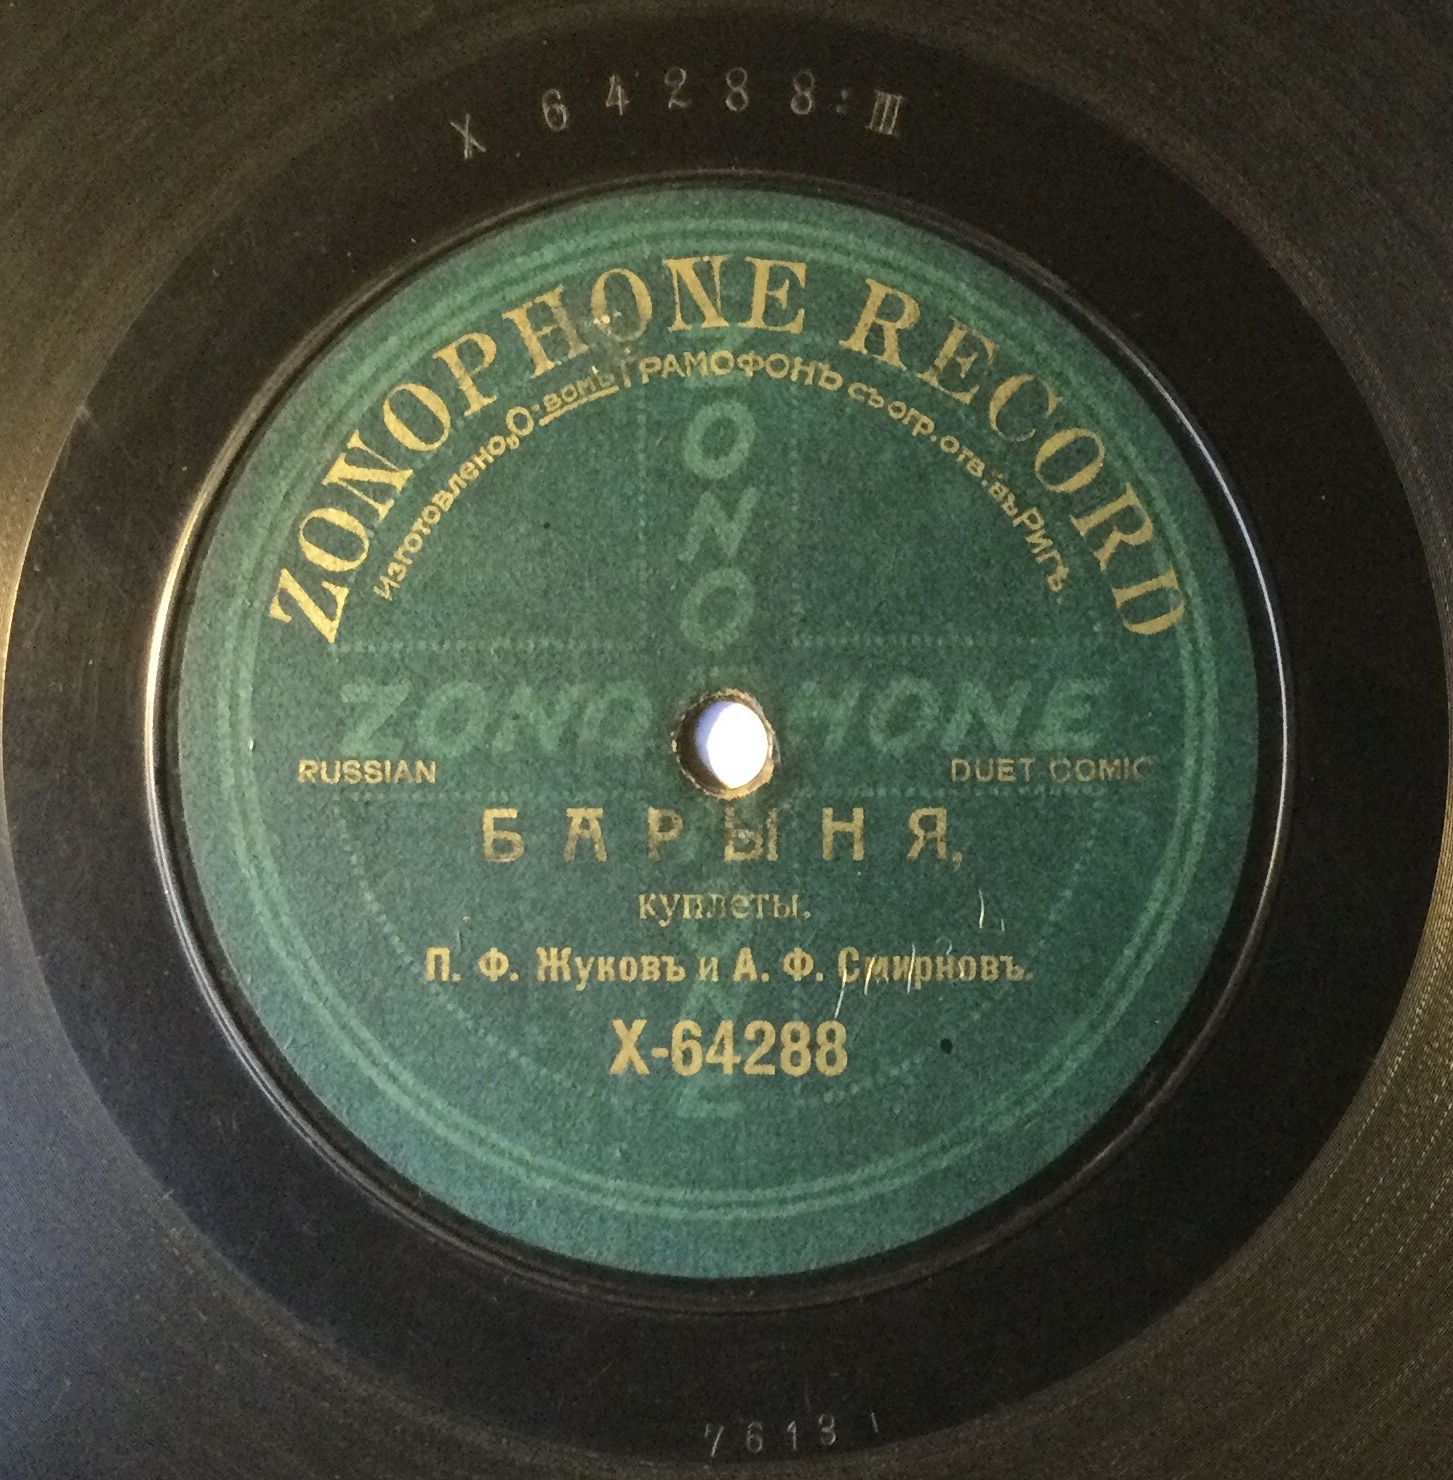 X 64288:III
ZONOPHONE RECORD
Изготовлено „О-вомъ ГРАМОФОНЪ съ огр. отв.“ въ Ригѣ
ZONOPHONE
ZONOPHONE
RUSSIAN DUET COMIC
БАРЫНЯ,
куплеты.
П. Ф. Жуковъ и А. Ф. Смирновъ.
X-64288